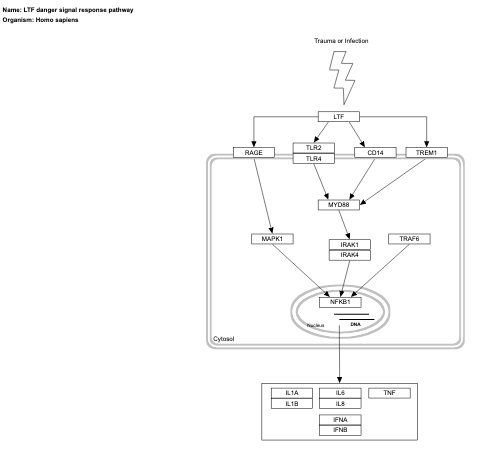 Name: LTF danger signal response pathway
Organism: Homo sapiens
Trauma or Infection
LTF
RAGE
TLR2
TLR4
CD14
TREM1
MYD88
MAPK1
IRAK1
IRAK4
TRAF6
NFKB1
Nucleus
DNA
Cytosol
IL1A
IL6
TNF
IL1B
IL8
IFNA
IFNB